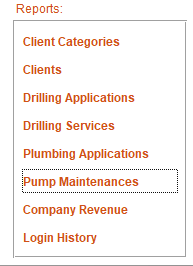 Reports:
Client Categories
Clients
Drilling Applications
Drilling Services
Plumbing Applications
Pump Maintenances
Company Revenue
Login History